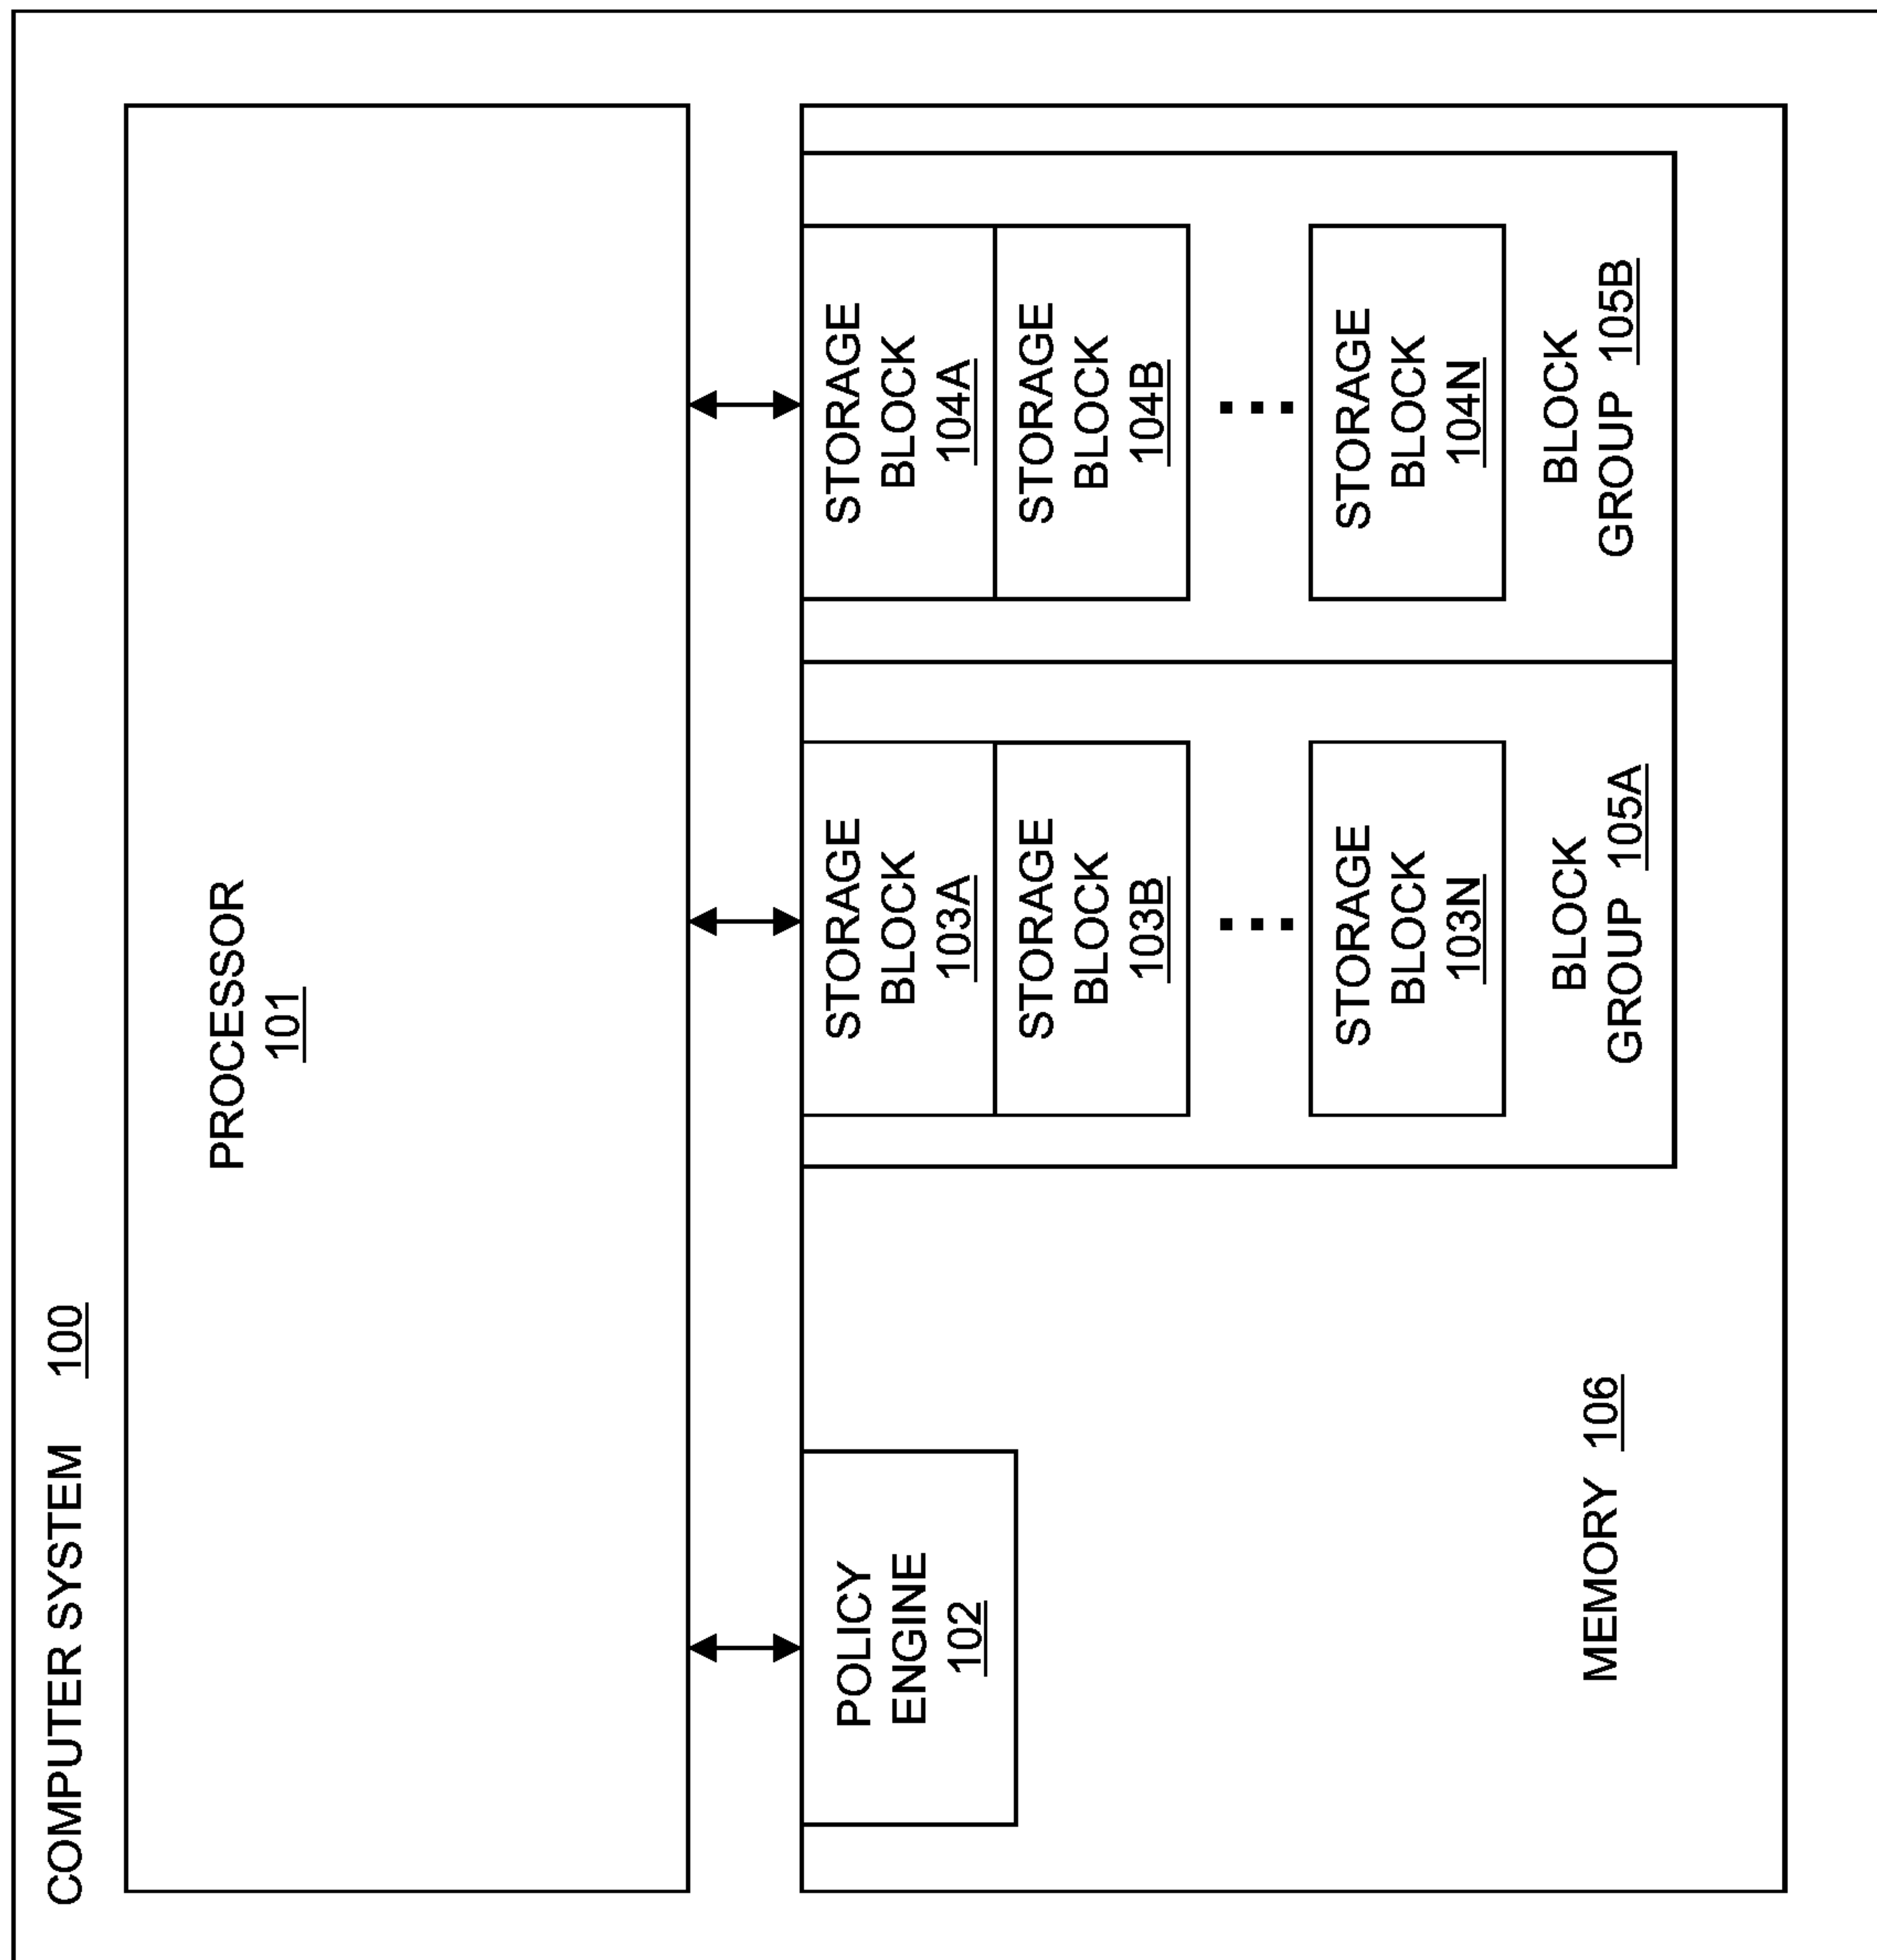 COMPUTER SYSTEM 100
PROCESSOR
101
POLICY
ENGINE
102
STORAGE
BLOCK
103A
STORAGE
BLOCK
103B
STORAGE
BLOCK
103N
BLOCK
GROUP 105A
STORAGE
BLOCK
104A
STORAGE
BLOCK
104B
STORAGE
BLOCK
104N
BLOCK
GROUP 105B
MEMORY 106